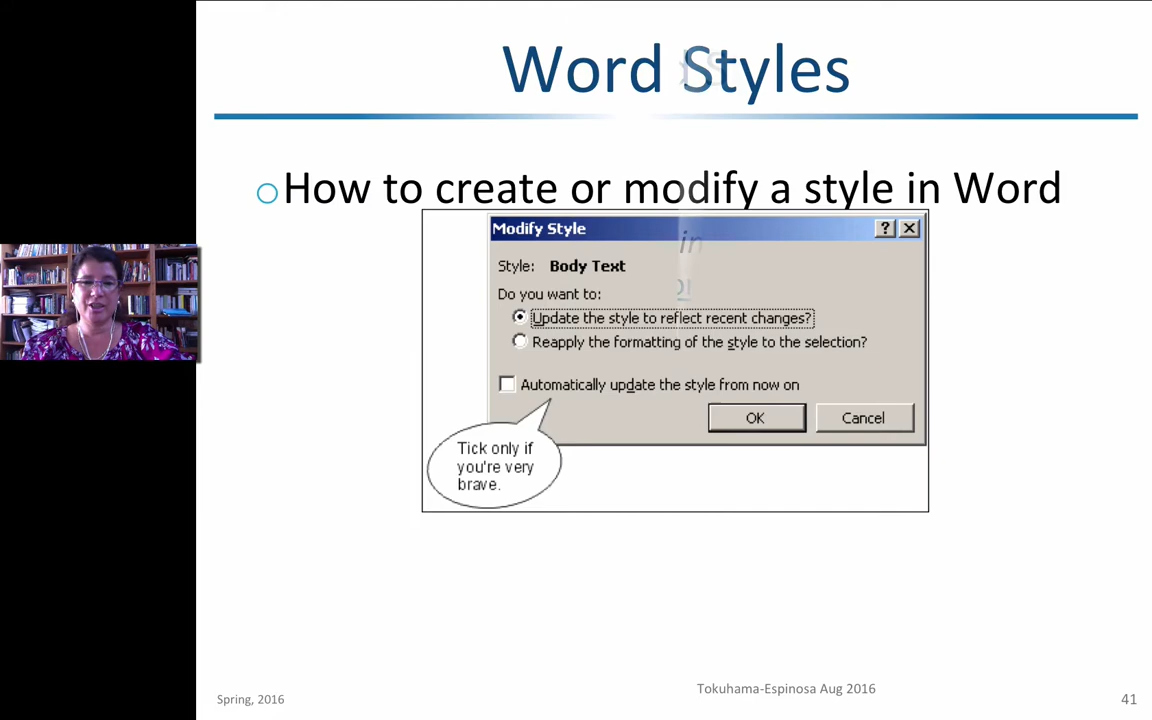 Word Styles
How to create or modify a style in Word
Modify Style
Style: Body Text
Do you want to:
Update the style to reflect recent changes?
Reapply the formatting of the style to the selection?
Automatically update the style from now on
OK Cancel
Tick only if
you're very
brave.
Tokuhama-Espinosa Aug 2016
Spring, 2016
41